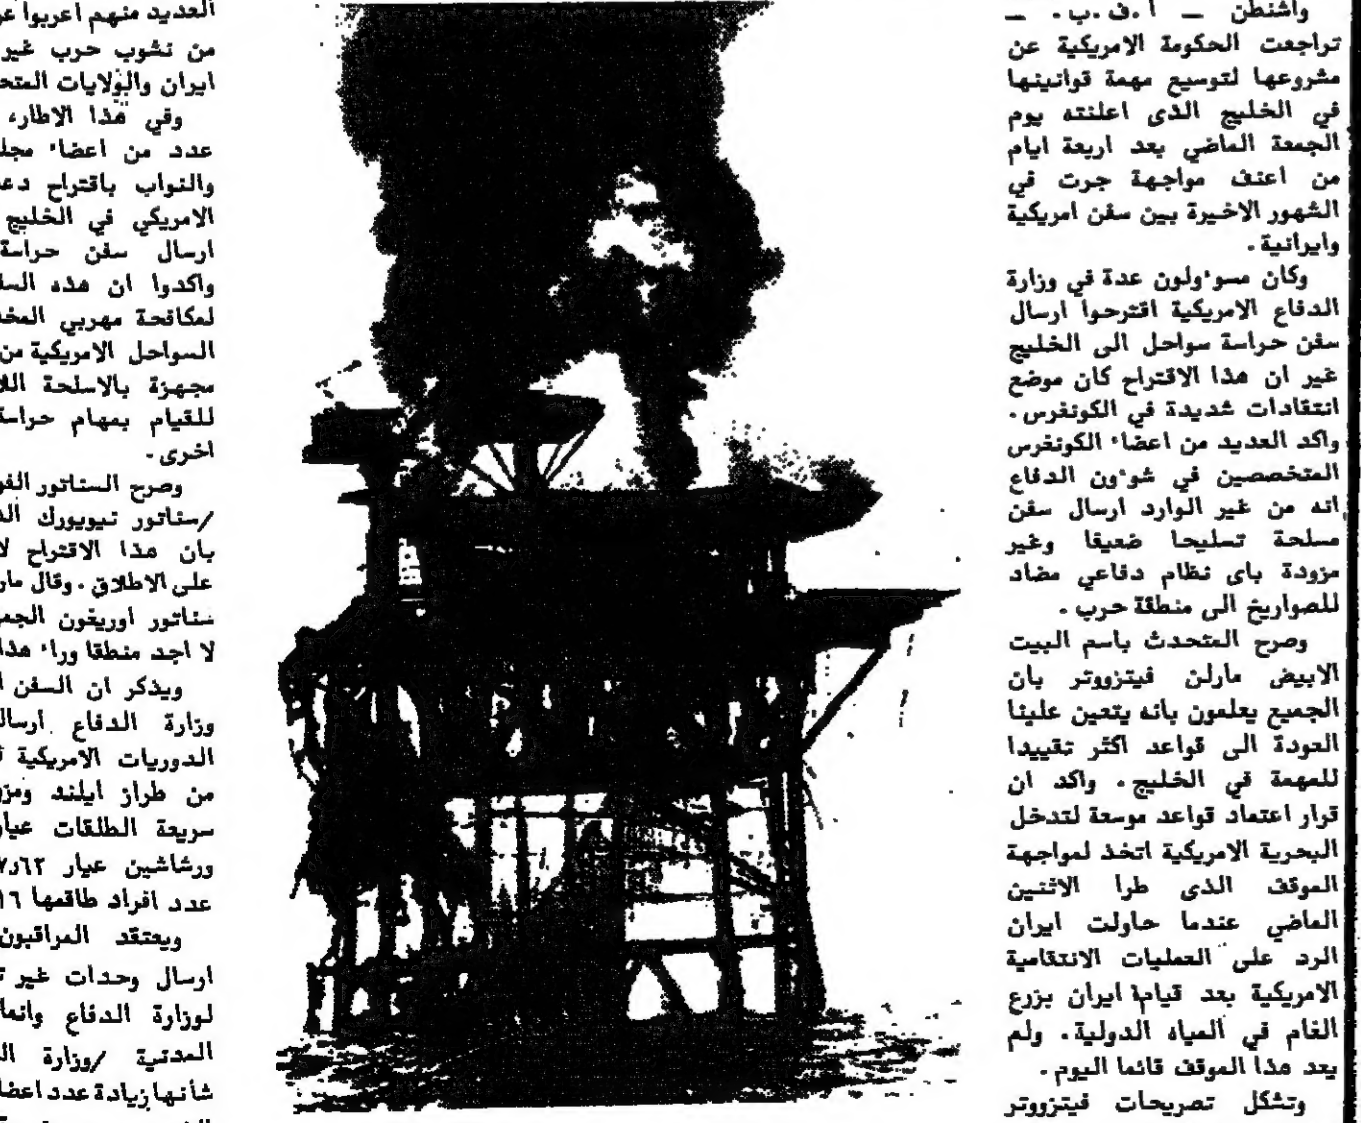 واشنطن — أ.ف.ب. —
تراجعت الحكومة الامريكية عن
مشروعها لتوسيع مهمة قوانينها
في الخليج الذى اعلنته يوم
الجمعة الماضي بعد اربعة ايام
من اعنف مواجهة جرت في
الشهور الاخيرة بين سفن امريكية
وايرانية .
وكان مسوءولون عدة في وزارة
الدفاع الامريكية اقترحوا ارسال
سفن حراسة سواحل الى الخليج
غير ان هذا الاقتراح كان موضع
انتقادات شديدة في الكونغرس .
واكد العديد من اعضاء الكونغرس
المتخصصين في شوءون الدفاع
انه من غير الوارد ارسال سفن
مسلحة تسليحا ضعيفا وغير
مزودة باى نظام دفاعي مضاد
للصواريخ الى منطقة حرب .
وصرح المتحدث باسم البيت
الابيض مارلن فيتزووتر بان
الجميع يعلمون بانه يتعين علينا
العودة الى قواعد اكثر تقييدا
للمهمة في الخليج . واكد ان
قرار اعتماد قواعد موسعة لتدخل
البحرية الامريكية اتخذ لمواجهة
الموقف الذى طرا الاثنين
الماضي عندما حاولت ايران
الرد على العمليات الانتقامية
الامريكية بعد قيام ايران بزرع
الغام في المياه الدولية . ولم
يعد هذا الموقف قائما اليوم .
وتشكل تصريحات فيتزووتر
العديد منهم اعربوا
من نشوب حرب غير
ايران والولايات
وفي هذا الاطار،
عدد من اعضاء
والنواب باقتراح
الامريكي في الخليج
ارسال سفن حراسة
واكدوا ان هذه
لمكافحة مهربي
السواحل الامريكية من
مجهزة بالاسلحة
للقيام بمهام حراسة
اخرى .
وصرح السناتور
/سناتور نيويورك
بان هذا الاقتراح لا
على الاطلاق . وقال
سناتور اوريغون
لا اجد منطقا وراء هذا
ويذكر ان السفن
وزارة الدفاع
الدوريات الامريكية
من طراز ايلند
سريعة الطلقات
ورشاشين عيار ٧٫٦٢
عدد افراد طاقمها ١٦
ويعتقد المراقبون
ارسال وحدات غير
لوزارة الدفاع وانما
المدنية /وزارة
شأنها زيادة عدد